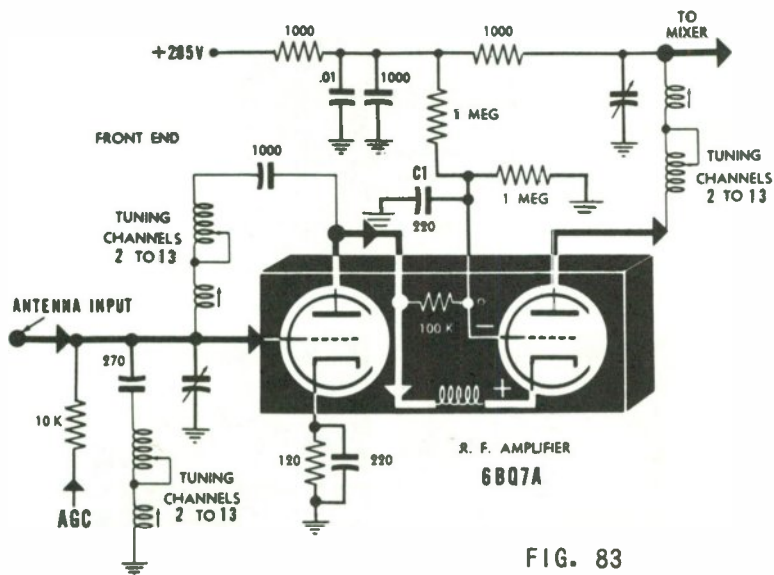 1000
1000
TO
MIXER
+285V
.01
1000
1 MEG
FRONT END
1000
C1
1 MEG
TUNING
CHANNELS
2 TO 13
220
TUNING
CHANNELS
2 TO 13
ANTENNA INPUT
100 K
−
270
+
10 K
R. F. AMPLIFIER
120
220
6BQ7A
TUNING
CHANNELS
2 TO 13
AGC
FIG. 83